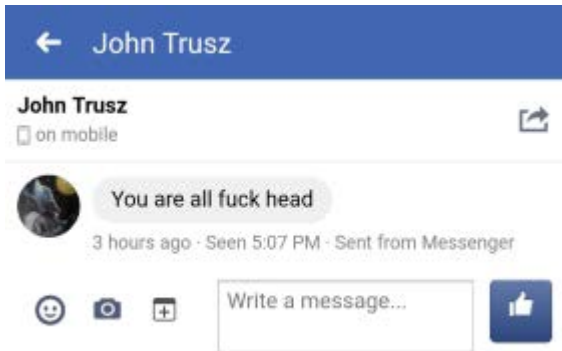 John Trusz
John Trusz
on mobile
You are all fuck head
3 hours ago · Seen 5:07 PM · Sent from Messenger
Write a message...